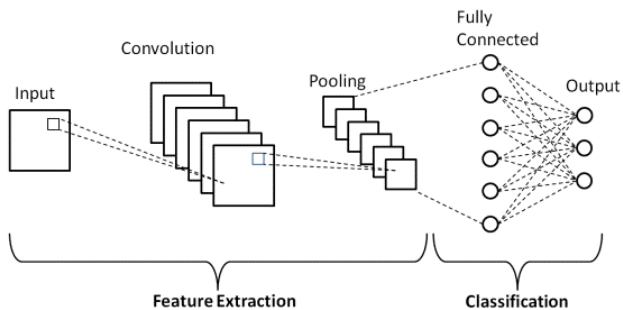 Input
Convolution
Pooling
Fully
Connected
Output
Feature Extraction
Classification